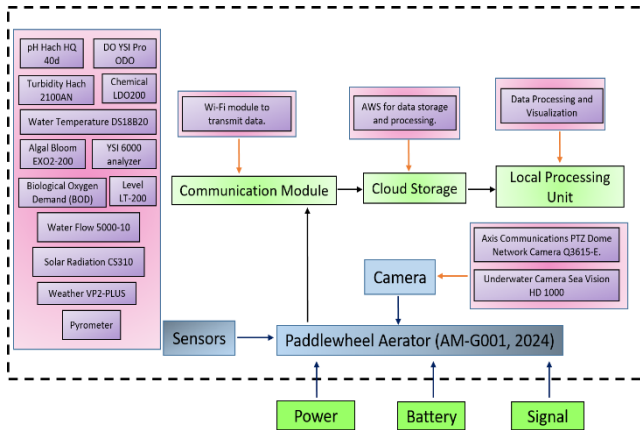 pH Hach HQ
40d
DO YSI Pro
ODO
Turbidity Hach
2100AN
Chemical
LDO200
Water Temperature DS18B20
Algal Bloom
EXO2-200
YSI 6000
analyzer
Biological Oxygen
Demand (BOD)
Level
LT-200
Water Flow 5000-10
Solar Radiation CS310
Weather VP2-PLUS
Pyrometer
Wi-Fi module to
transmit data.
AWS for data storage
and processing.
Data Processing and
Visualization
Communication Module
Cloud Storage
Local Processing
Unit
Camera
Axis Communications PTZ Dome
Network Camera Q3615-E.
Underwater Camera Sea Vision
HD 1000
Sensors
Paddlewheel Aerator (AM-G001, 2024)
Power
Battery
Signal